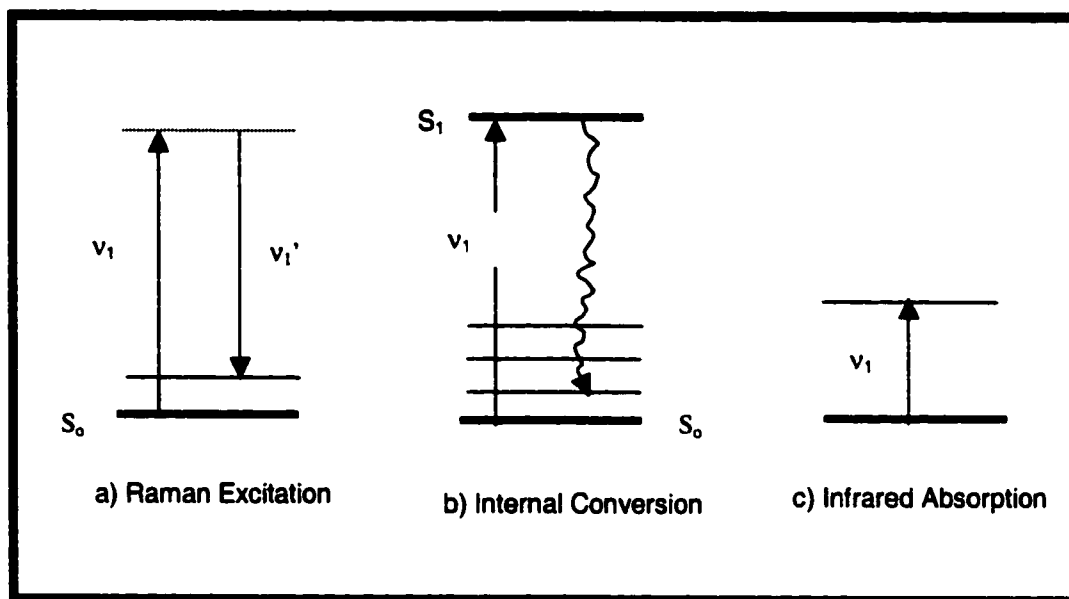 S₁
ν₁
ν₁'
ν₁
ν₁
Sₒ
Sₒ
a) Raman Excitation
b) Internal Conversion
c) Infrared Absorption